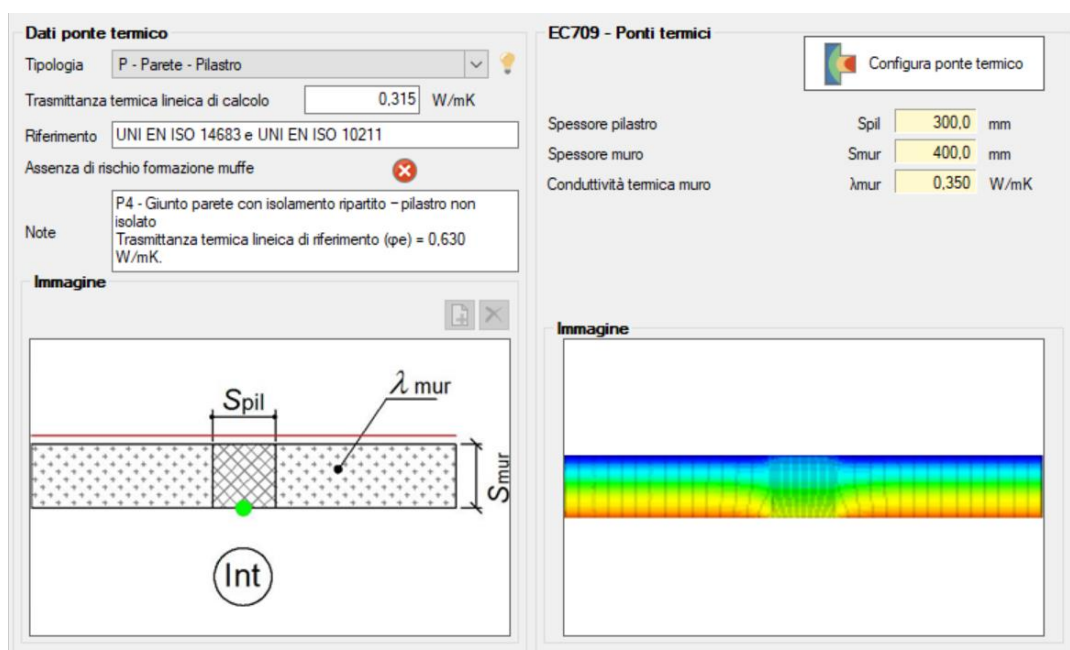 Dati ponte termico
Tipologia P - Parete - Pilastro
Trasmittanza termica lineica di calcolo 0,315 W/mK
Riferimento UNI EN ISO 14683 e UNI EN ISO 10211
Assenza di rischio formazione muffe
Note
P4 - Giunto parete con isolamento ripartito – pilastro non
isolato
Trasmittanza termica lineica di riferimento (φe) = 0,630
W/mK.
Immagine
Spil
λ mur
Smur
Int
EC709 - Ponti termici
Configura ponte termico
Spessore pilastro Spil 300,0 mm
Spessore muro Smur 400,0 mm
Conduttività termica muro λmur 0,350 W/mK
Immagine